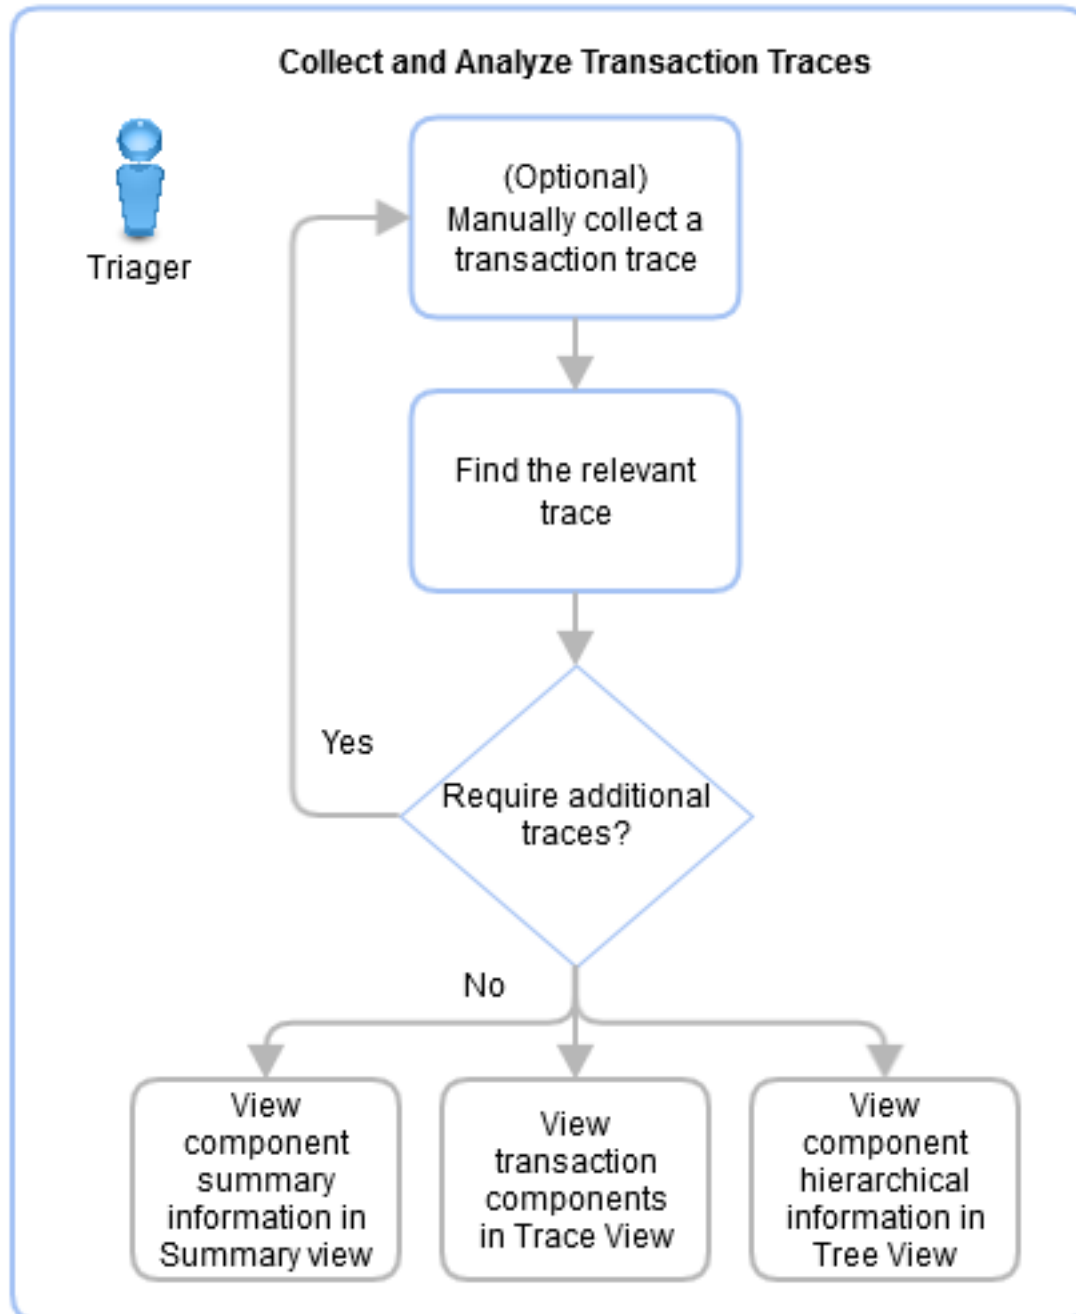 Collect and Analyze Transaction Traces
Triager
(Optional)
Manually collect a
transaction trace
Find the relevant
trace
Yes
Require additional
traces?
No
View
component
summary
information in
Summary view
View
transaction
components
in Trace View
View
component
hierarchical
information in
Tree View